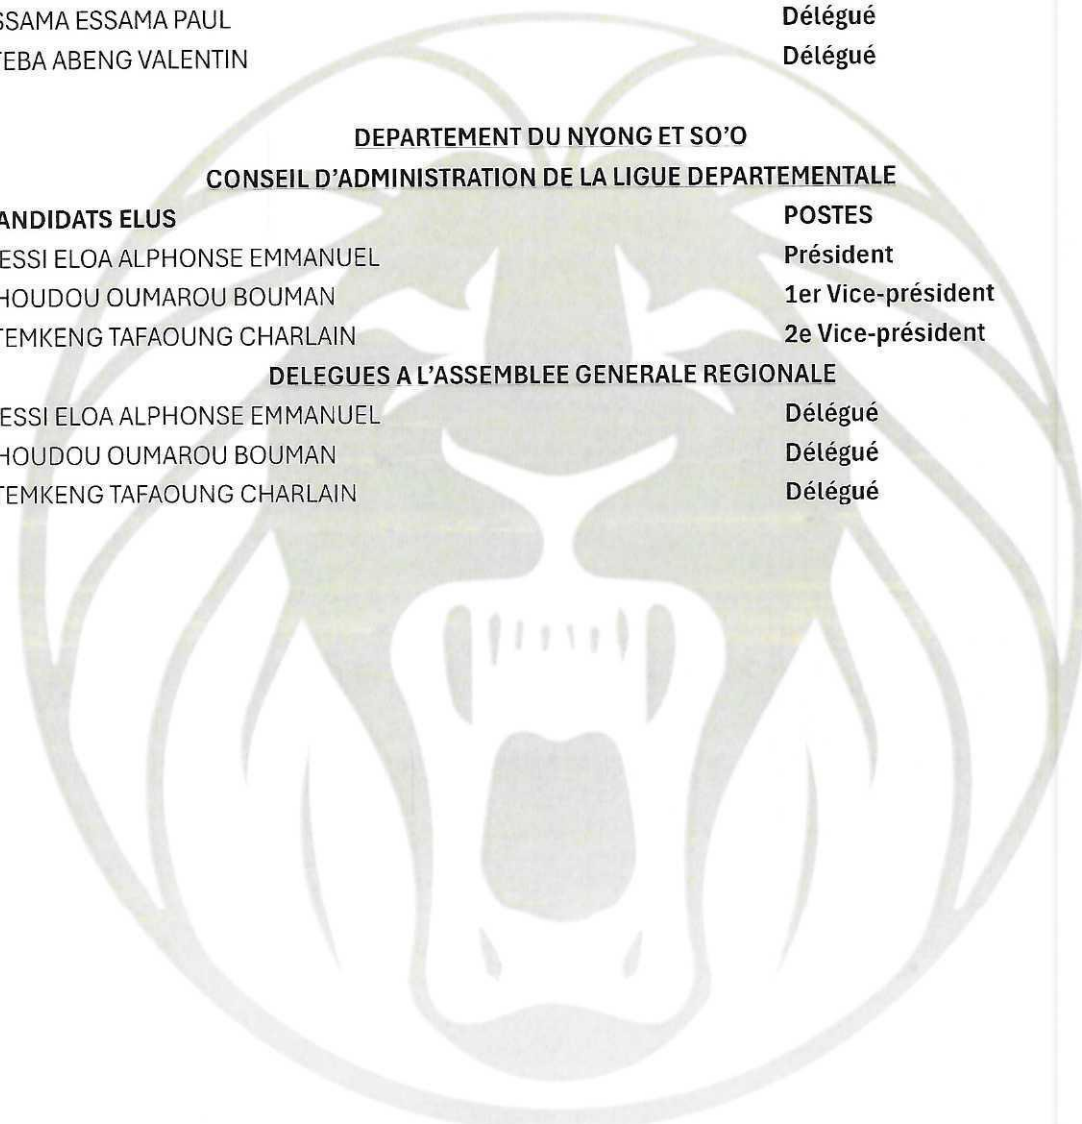 SSAMA ESSAMA PAUL Délégué
TEBA ABENG VALENTIN Délégué
DEPARTEMENT DU NYONG ET SO'O
CONSEIL D'ADMINISTRATION DE LA LIGUE DEPARTEMENTALE
ANDIDATS ELUS POSTES
ESSI ELOA ALPHONSE EMMANUEL Président
HOUDOU OUMAROU BOUMAN 1er Vice-président
TEMKENG TAFAOUNG CHARLAIN 2e Vice-président
DELEGUES A L'ASSEMBLEE GENERALE REGIONALE
ESSI ELOA ALPHONSE EMMANUEL Délégué
HOUDOU OUMAROU BOUMAN Délégué
TEMKENG TAFAOUNG CHARLAIN Délégué